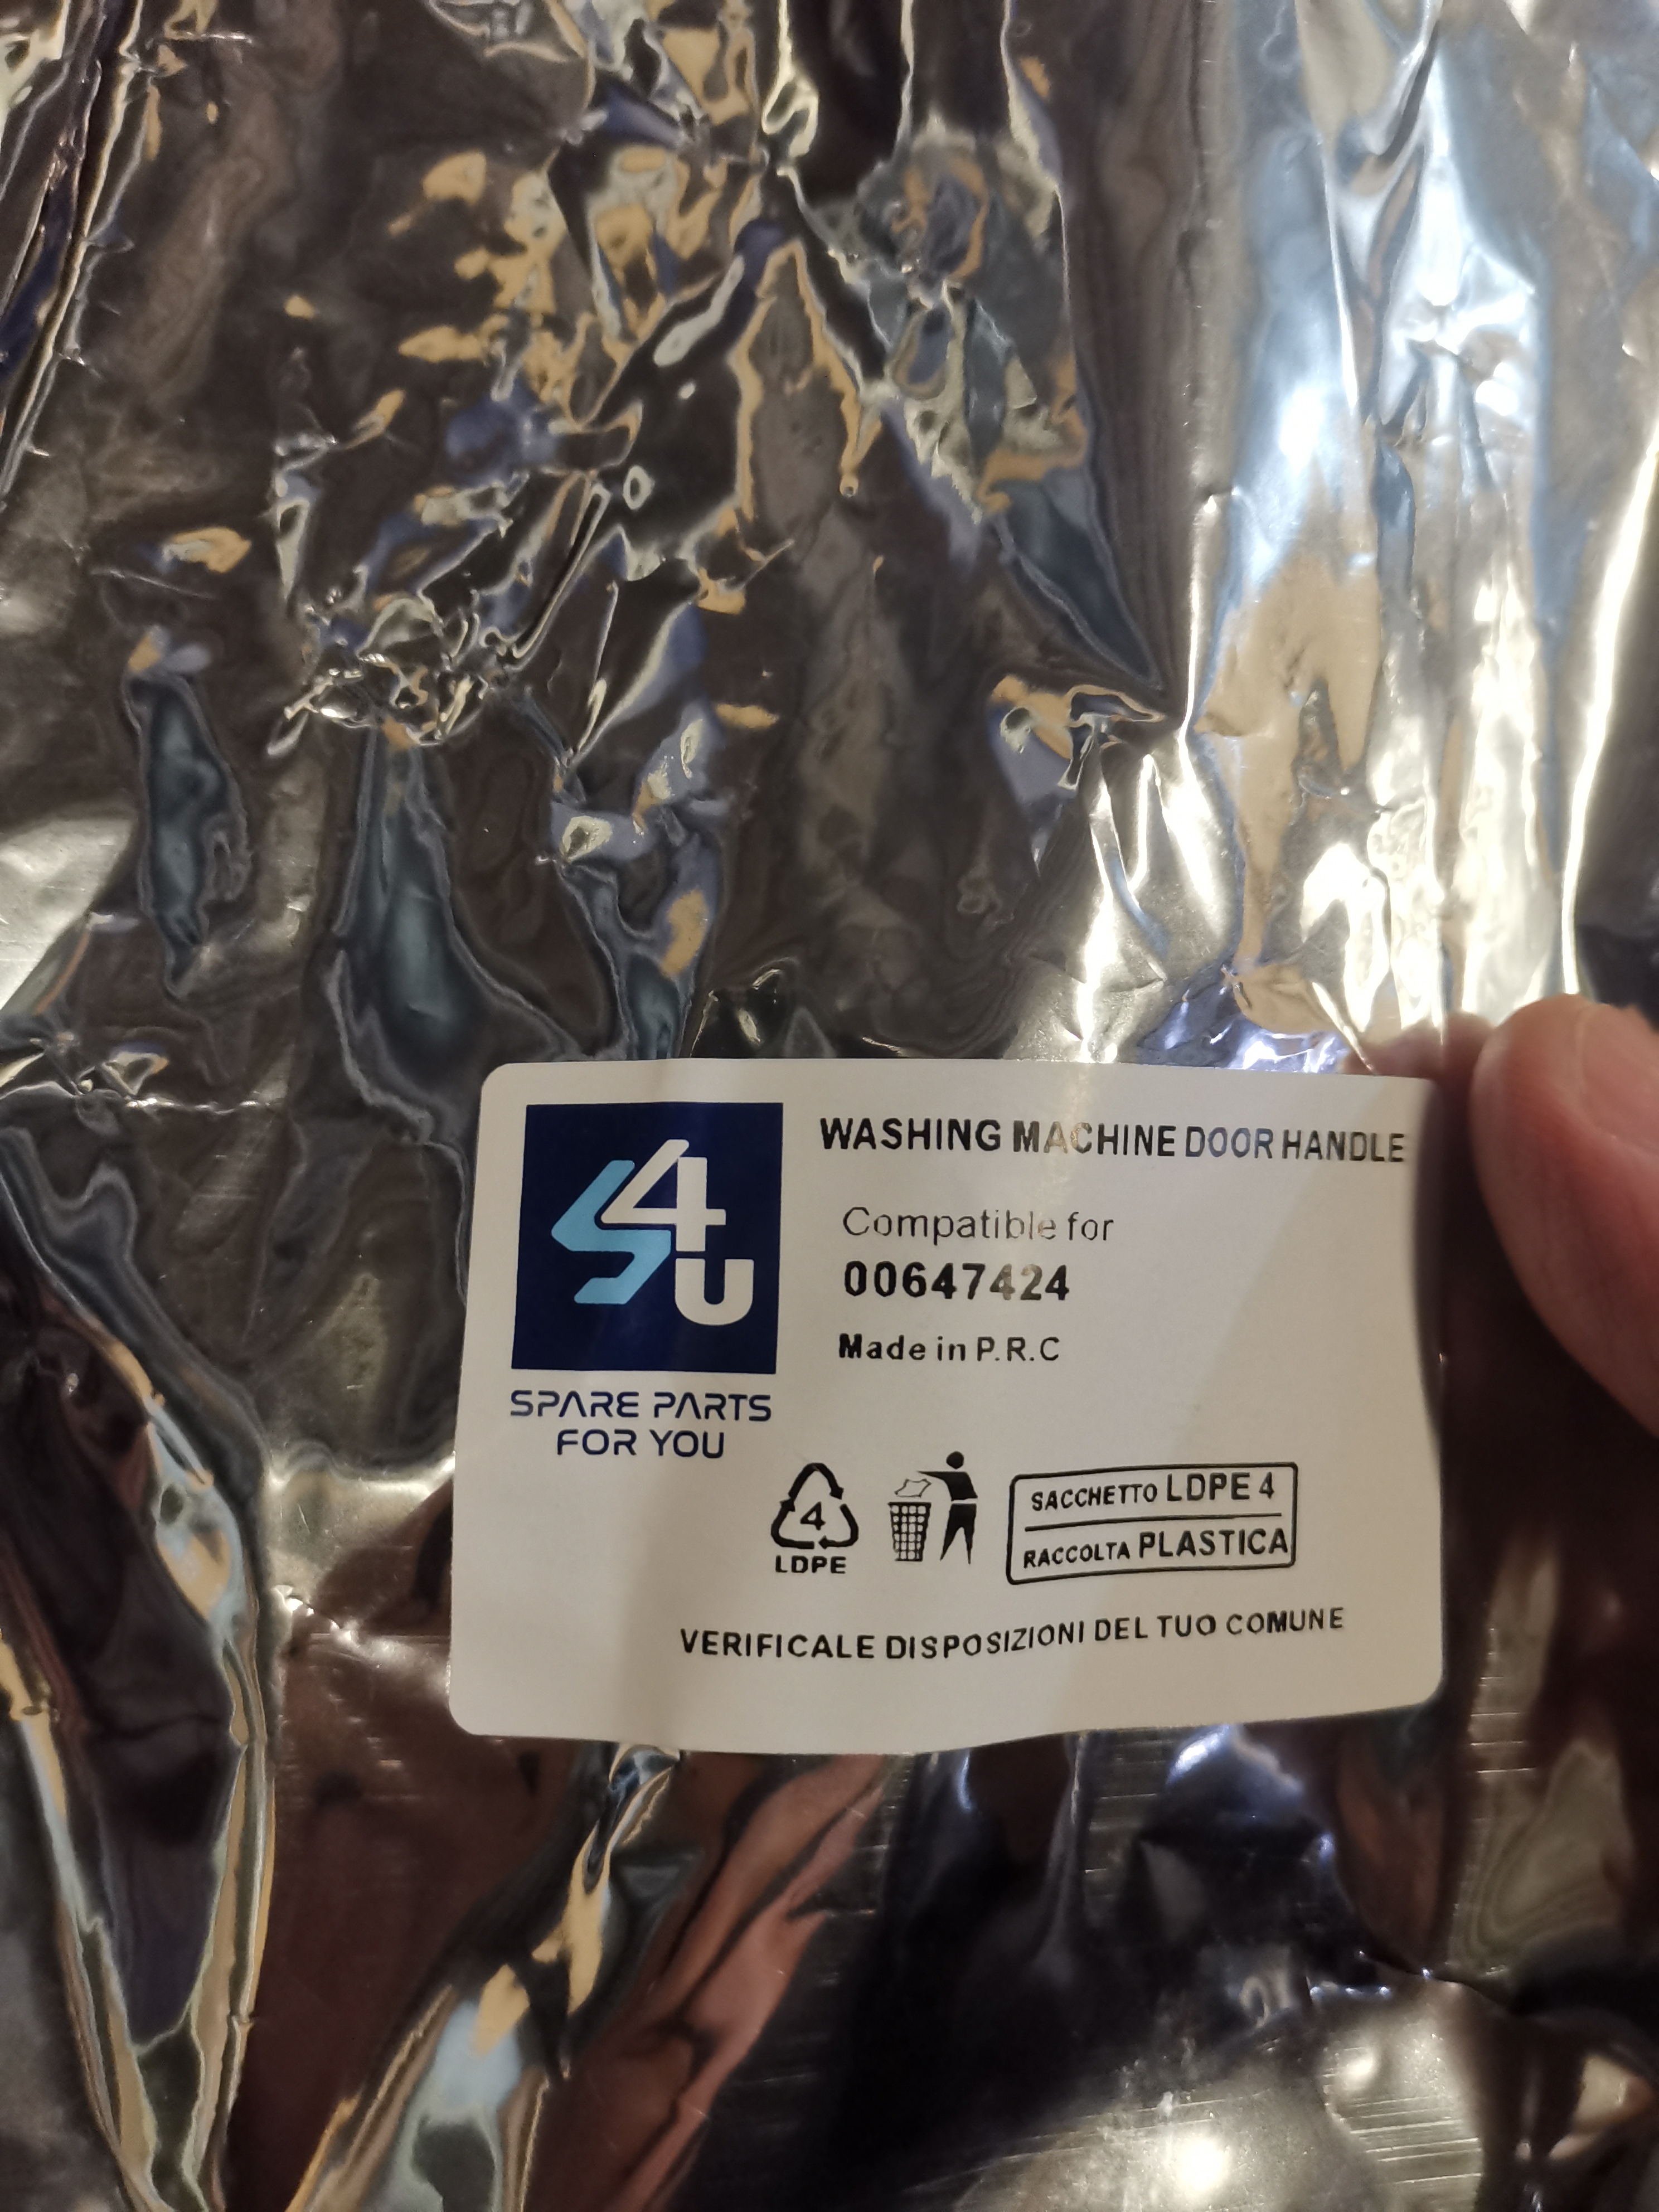 S4U
SPARE PARTS
FOR YOU
WASHING MACHINE DOOR HANDLE
Compatible for
00647424
Made in P.R.C
4
LDPE
SACCHETTO LDPE 4
RACCOLTA PLASTICA
VERIFICALE DISPOSIZIONI DEL TUO COMUNE